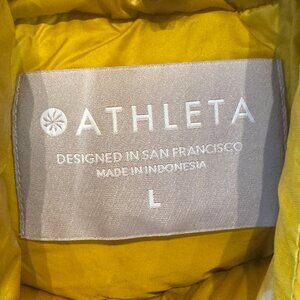 ATHLETA
DESIGNED IN SAN FRANCISCO
MADE IN INDONESIA
L